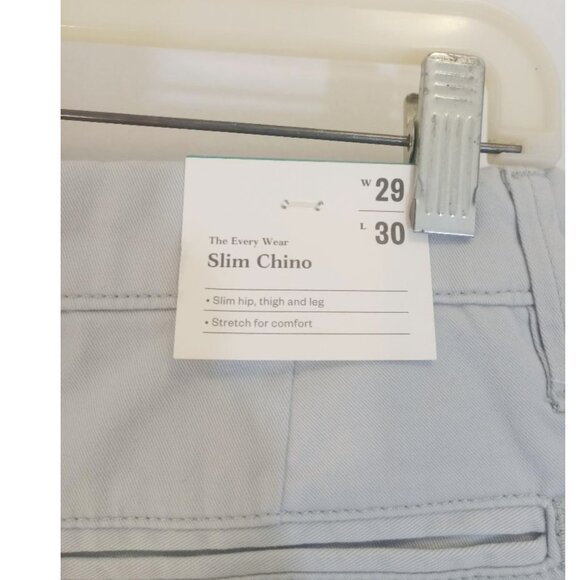 W 29
L 30
The Every Wear
Slim Chino
• Slim hip, thigh and leg
• Stretch for comfort